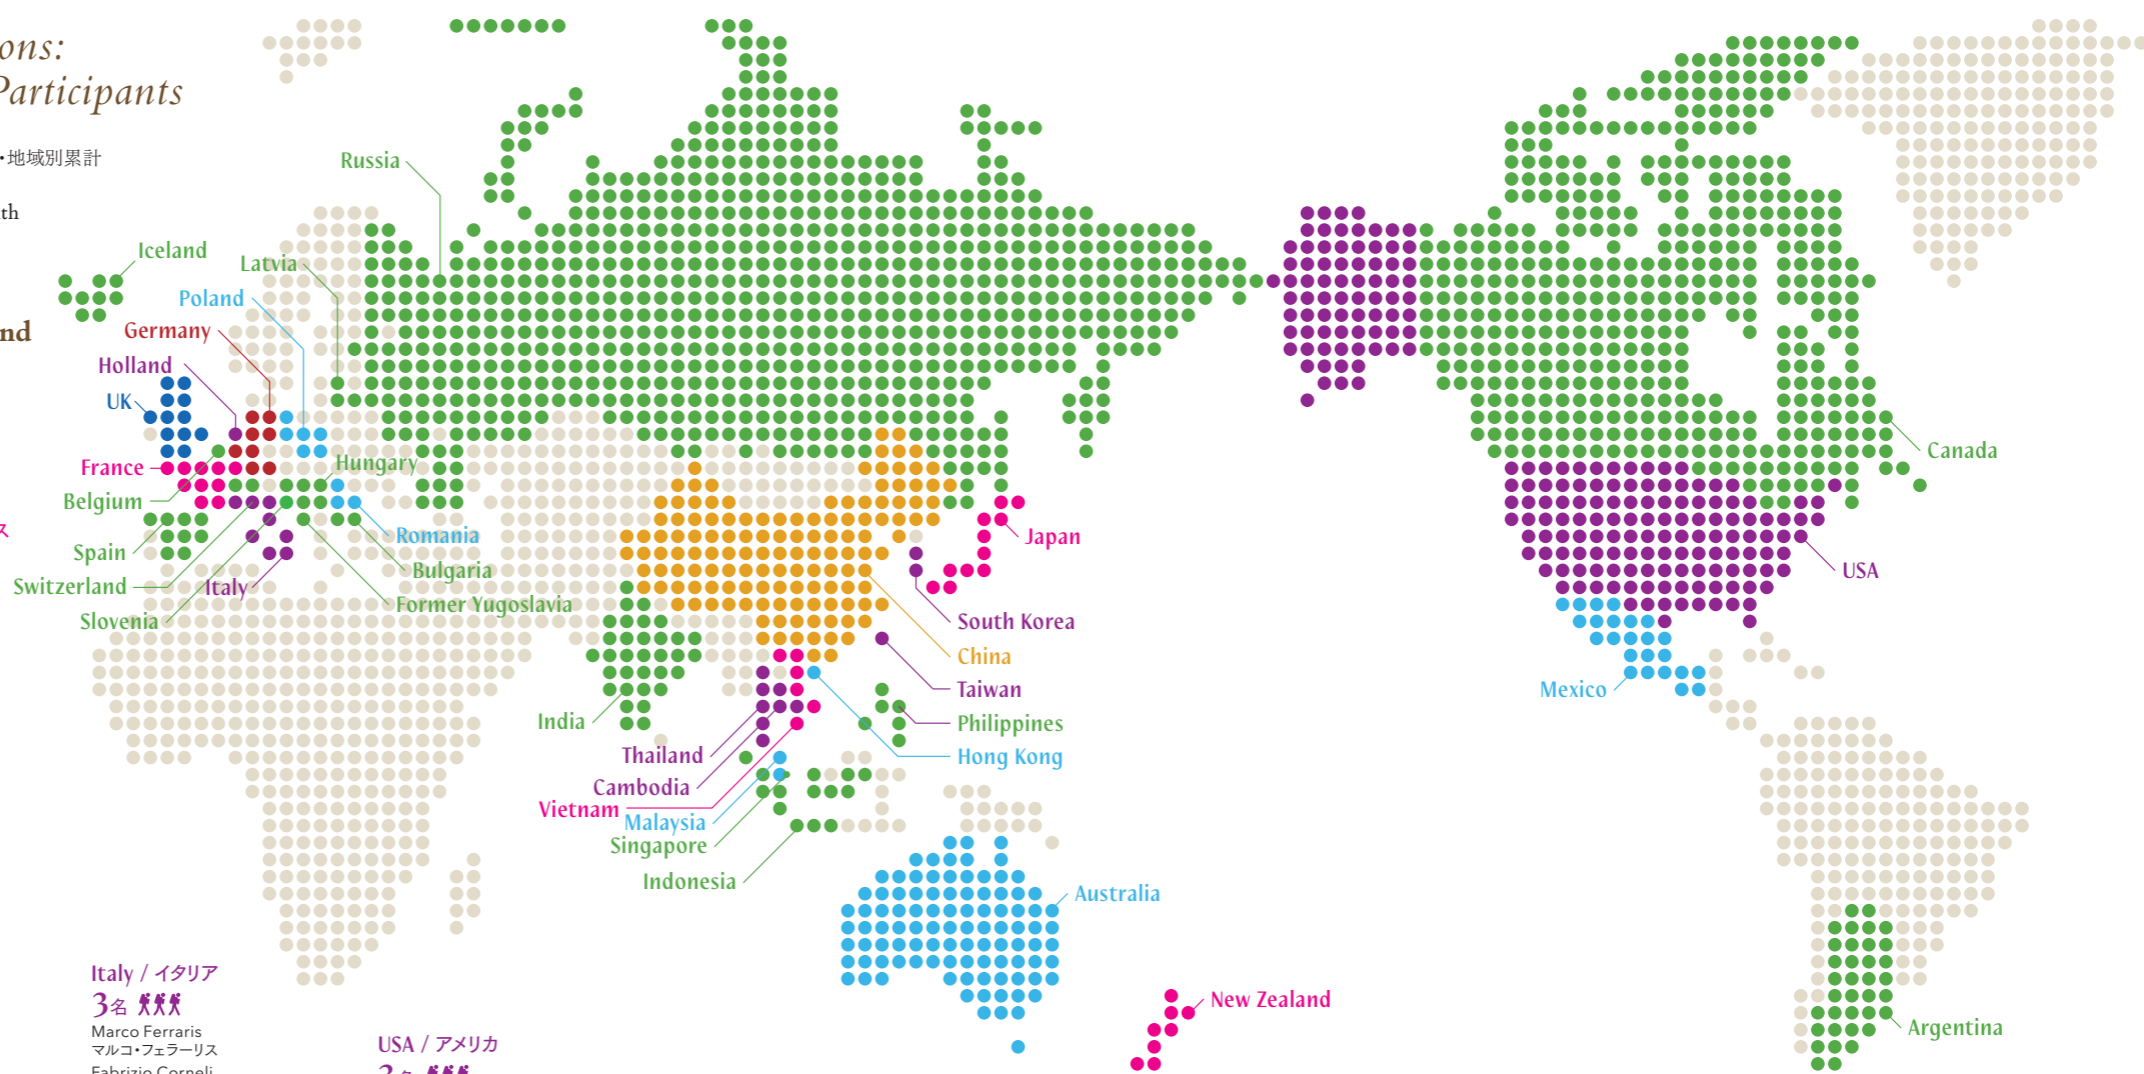 ons:
Participants
・地域別累計
th
nd
ス
Russia
Iceland
Latvia
Poland
Germany
Holland
UK
France
Hungary
Belgium
Spain
Romania
Switzerland
Italy
Bulgaria
Slovenia
Former Yugoslavia
Japan
South Korea
China
Taiwan
India
Philippines
Thailand
Hong Kong
Cambodia
Vietnam
Malaysia
Singapore
Indonesia
Australia
New Zealand
Canada
USA
Mexico
Argentina
Italy / イタリア
3名
Marco Ferraris
マルコ・フェラーリス
Fabrizio Corneli
USA / アメリカ